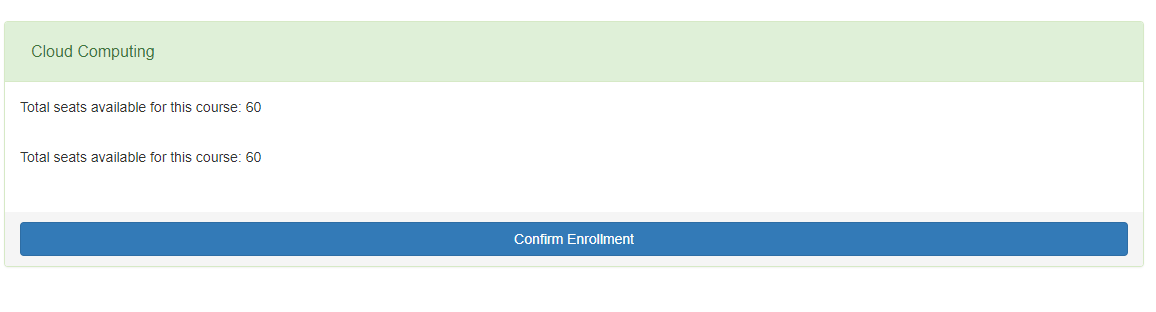 Cloud Computing
Total seats available for this course: 60
Total seats available for this course: 60
Confirm Enrollment